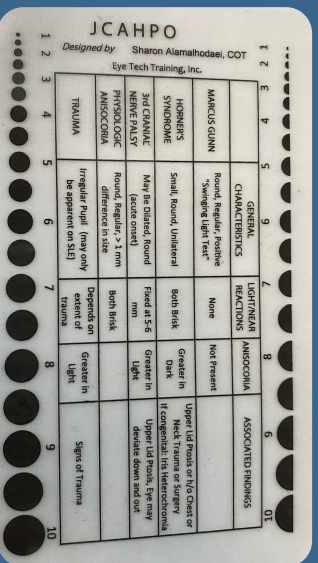 JCAHPO
Designed by Sharon Alamalhodaei, COT
Eye Tech Training, Inc.
1 2 3 4 5 6 7 8 9 10
GENERAL CHARACTERISTICS
LIGHT/NEAR REACTIONS
ANISOCORIA
ASSOCIATED FINDINGS
MARCUS GUNN
Round, Regular, Positive
"Swinging Light Test"
None
Not Present
HORNER'S
SYNDROME
Small, Round, Unilateral
Both Brisk
Greater in
Dark
Upper Lid Ptosis or h/o Chest or
Neck Trauma or Surgery
If congenital: Iris Heterochromia
3rd CRANIAL
NERVE PALSY
May Be Dilated, Round
(acute onset)
Fixed at 5-6
mm
Greater in
Light
Upper Lid Ptosis, Eye may
deviate down and out
PHYSIOLOGIC
ANISOCORIA
Round, Regular, > 1 mm
difference in size
Both Brisk
TRAUMA
Irregular Pupil (may only
be apparent on SLE)
Depends on
extent of
trauma
Greater in
Light
Signs of Trauma
1 2 3 4 5 6 7 8 9 10